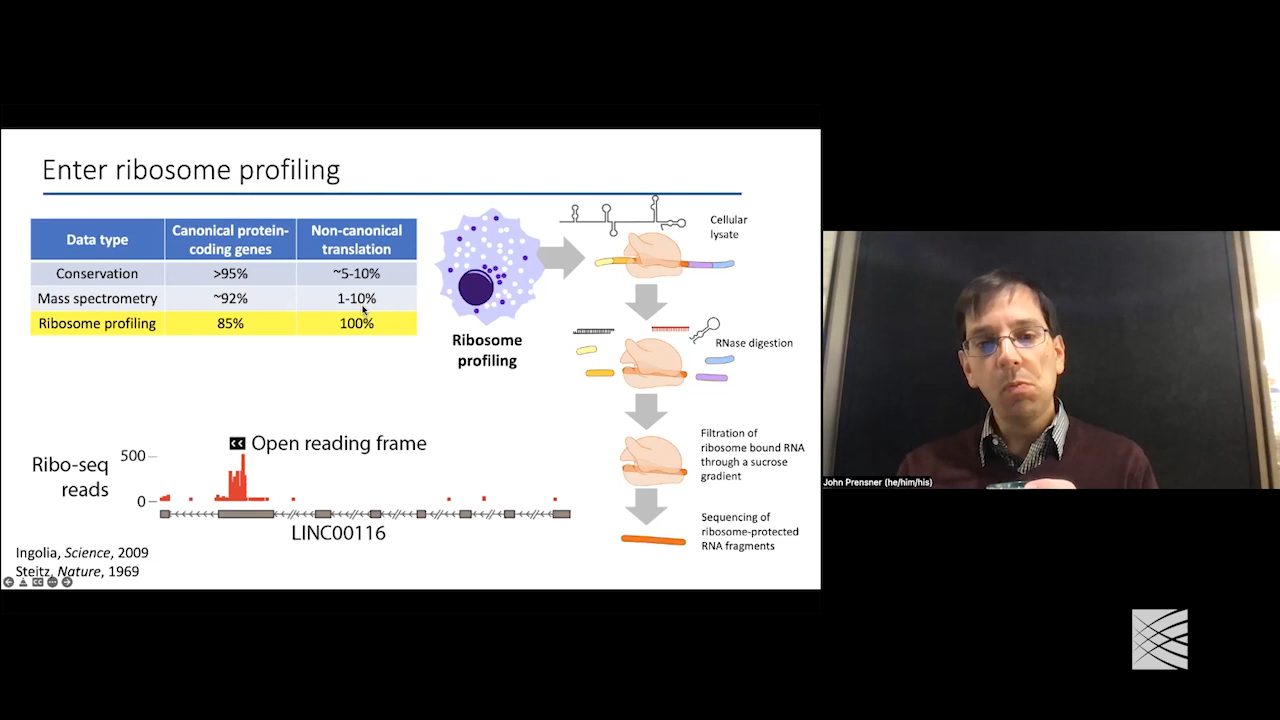 Enter ribosome profiling
Data type
Canonical protein-
coding genes
Non-canonical
translation
Conservation
>95%
~5-10%
Mass spectrometry
~92%
1-10%
Ribosome profiling
85%
100%
Ribosome
profiling
Cellular
lysate
RNase digestion
Filtration of
ribosome bound RNA
through a sucrose
gradient
Sequencing of
ribosome-protected
RNA fragments
Open reading frame
Ribo-seq
reads
500
0
LINC00116
Ingolia, Science, 2009
Steitz, Nature, 1969
John Prensner (he/him/his)